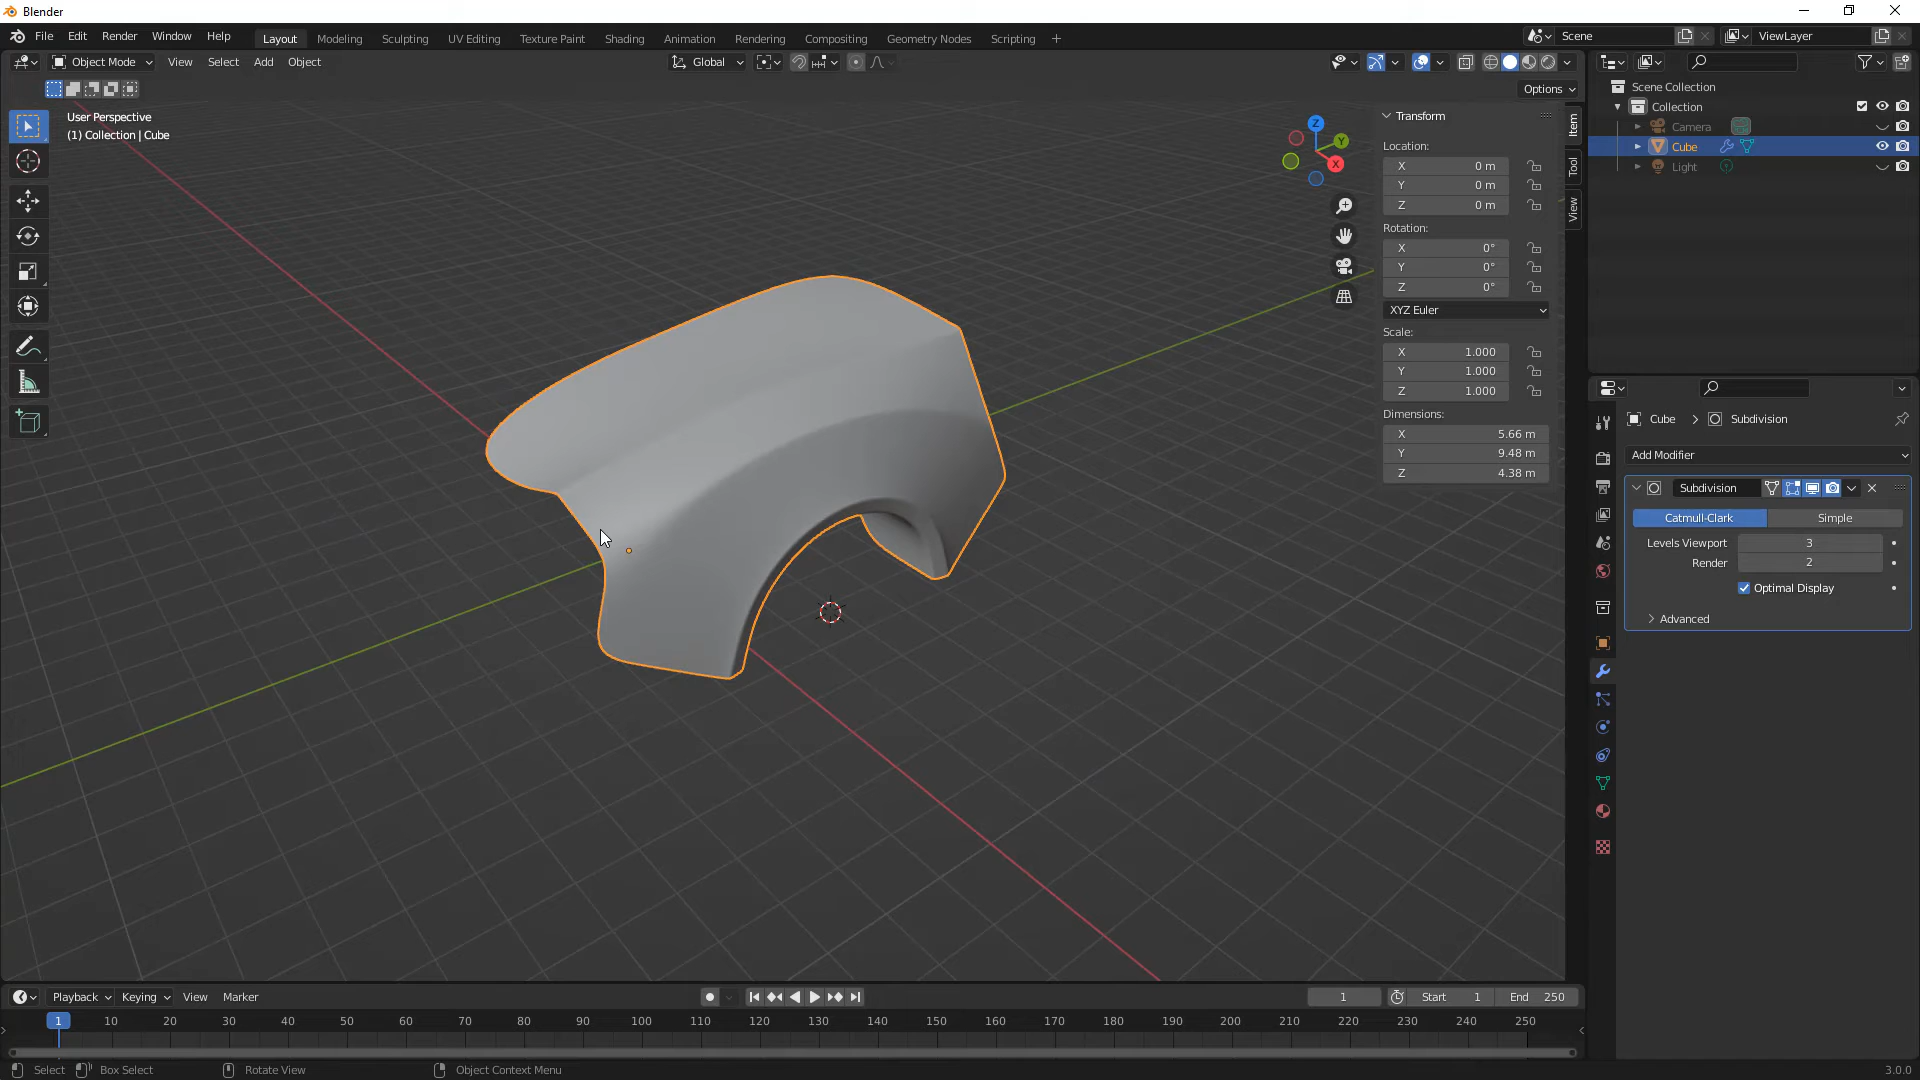 Blender
File Edit Render Window Help
Layout Modeling Sculpting UV Editing Texture Paint Shading Animation Rendering Compositing Geometry Nodes Scripting +
Scene
ViewLayer
Object Mode View Select Add Object
Global
Options
User Perspective
(1) Collection | Cube
Z
Y
X
Transform
Location:
X 0 m
Y 0 m
Z 0 m
Rotation:
X 0°
Y 0°
Z 0°
XYZ Euler
Scale:
X 1.000
Y 1.000
Z 1.000
Dimensions:
X 5.66 m
Y 9.48 m
Z 4.38 m
Item
Tool
View
Scene Collection
Collection
Camera
Cube
Light
Cube > Subdivision
Add Modifier
Subdivision
Catmull-Clark Simple
Levels Viewport 3
Render 2
Optimal Display
Advanced
Playback Keying View Marker
1 Start 1 End 250
1 10 20 30 40 50 60 70 80 90 100 110 120 130 140 150 160 170 180 190 200 210 220 230 240 250
Select Box Select Rotate View Object Context Menu 3.0.0